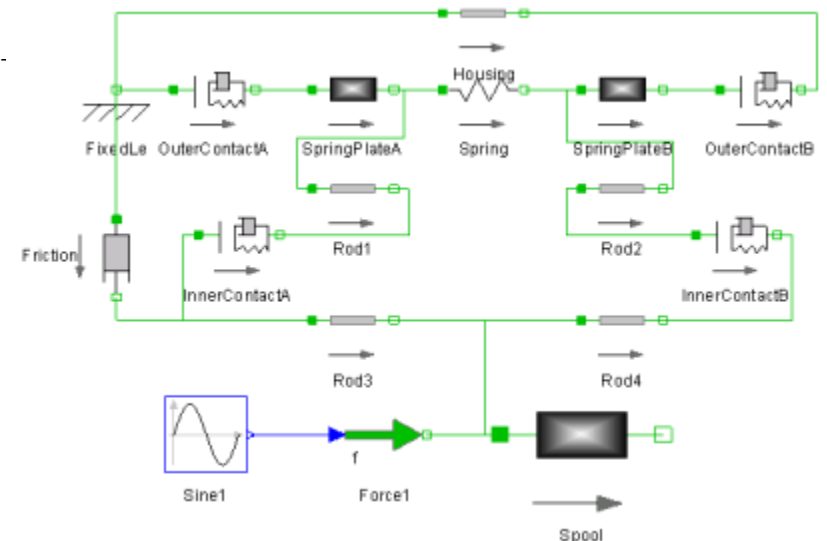 Housing
FixedLe OuterContactA SpringPlateA Spring SpringPlateB OuterContactB
Friction
Rod1 Rod2
InnerContactA InnerContactB
Rod3 Rod4
f
Sine1 Force1
Spool